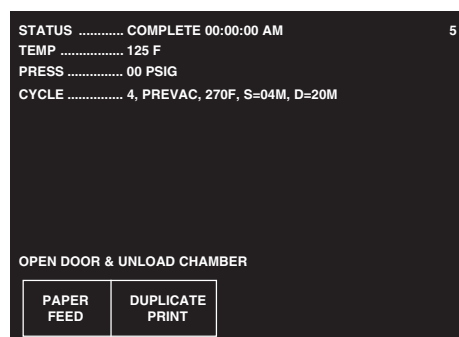 STATUS ............ COMPLETE 00:00:00 AM 5
TEMP ................. 125 F
PRESS ............... 00 PSIG
CYCLE ............... 4, PREVAC, 270F, S=04M, D=20M
OPEN DOOR & UNLOAD CHAMBER
PAPER FEED
DUPLICATE PRINT